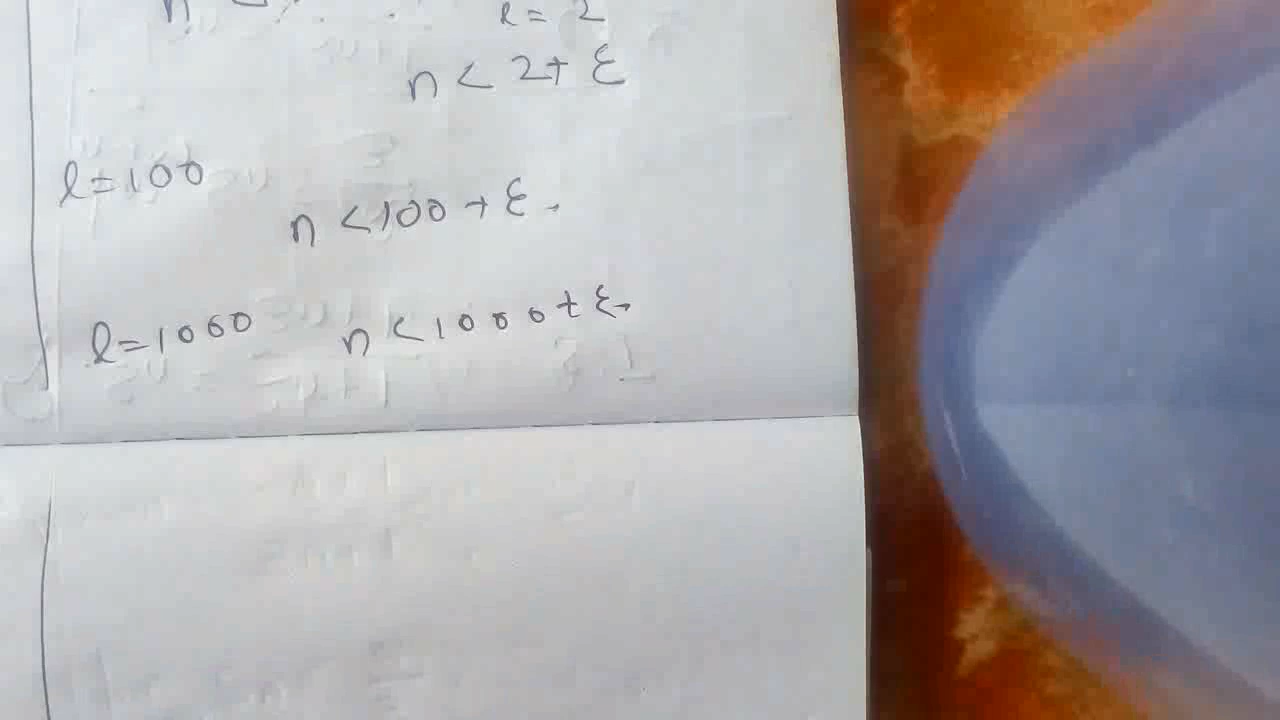 n <
l = 2
n < 2 + ε
l = 100
n < 100 + ε.
l = 1000 n < 1000 + ε.